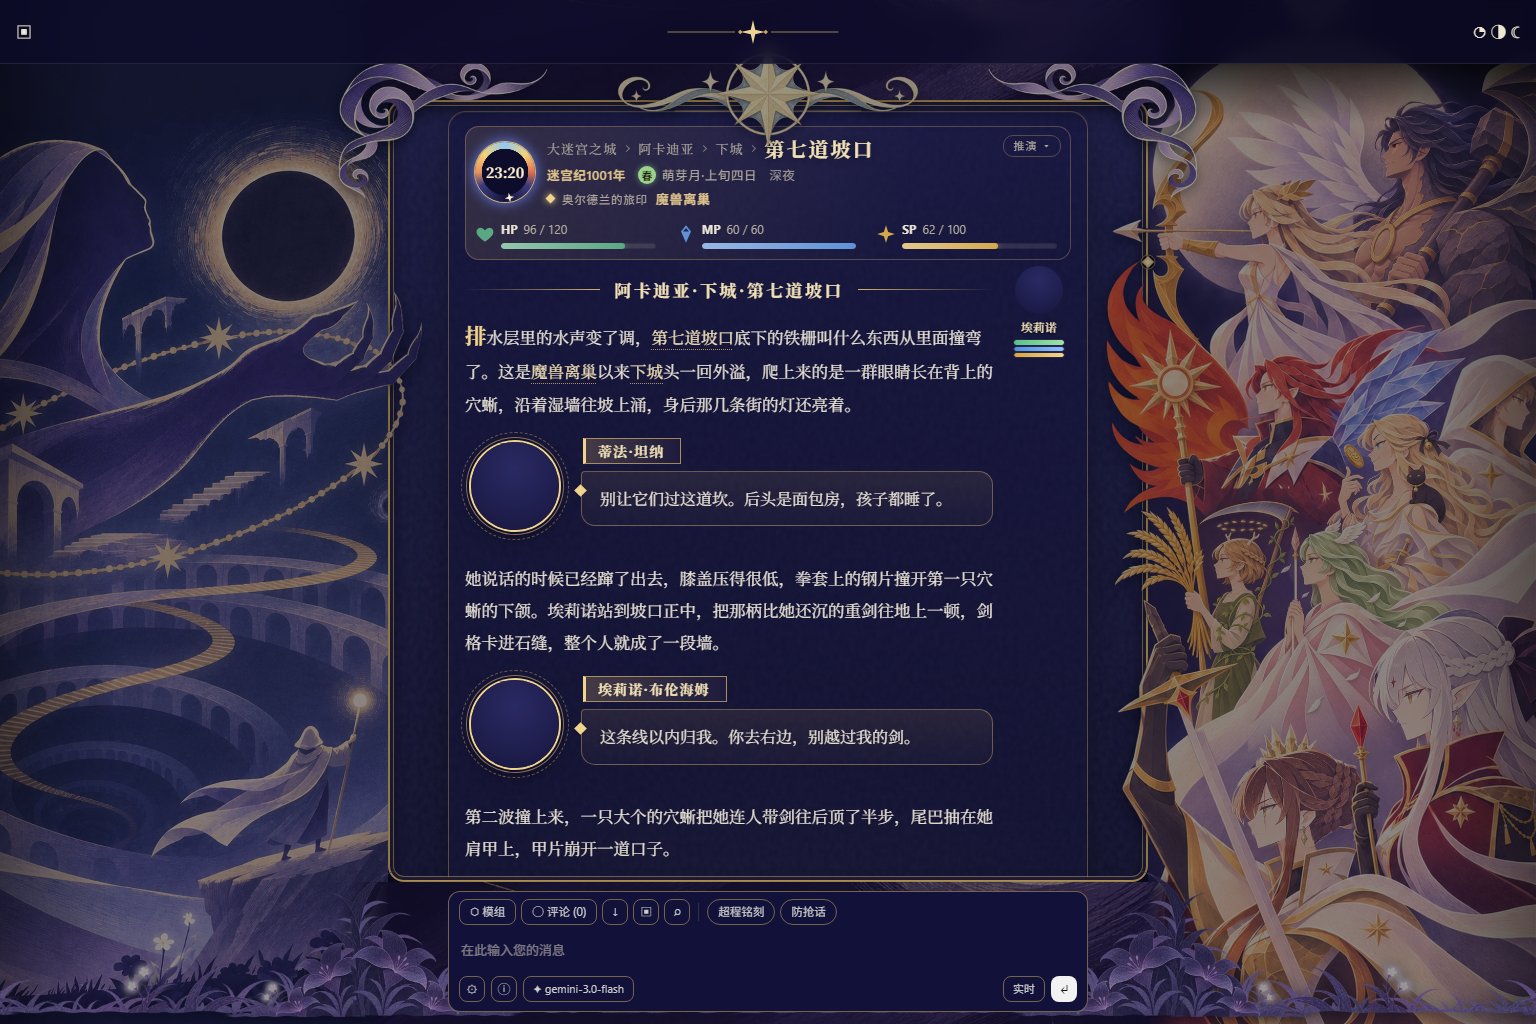 大迷宫之城 › 阿卡迪亚 › 下城 › 第七道坡口
推演
23:20
迷宫纪1001年 春 萌芽月·上旬四日 深夜
奥尔德兰的旅印 魔兽离巢
HP 96 / 120
MP 60 / 60
SP 62 / 100
阿卡迪亚·下城·第七道坡口
埃莉诺
排水层里的水声变了调，第七道坡口底下的铁栅叫什么东西从里面撞弯
了。这是魔兽离巢以来下城头一回外溢，爬上来的是一群眼睛长在背上的
穴蜥，沿着湿墙往坡上涌，身后那几条街的灯还亮着。
蒂法·坦纳
别让它们过这道坎。后头是面包房，孩子都睡了。
她说话的时候已经蹿了出去，膝盖压得很低，拳套上的钢片撞开第一只穴
蜥的下颌。埃莉诺站到坡口正中，把那柄比她还沉的重剑往地上一顿，剑
格卡进石缝，整个人就成了一段墙。
埃莉诺·布伦海姆
这条线以内归我。你去右边，别越过我的剑。
第二波撞上来，一只大个的穴蜥把她连人带剑往后顶了半步，尾巴抽在她
肩甲上，甲片崩开一道口子。
模组
评论 (0)
超程铭刻
防抢话
在此输入您的消息
gemini-3.0-flash
实时